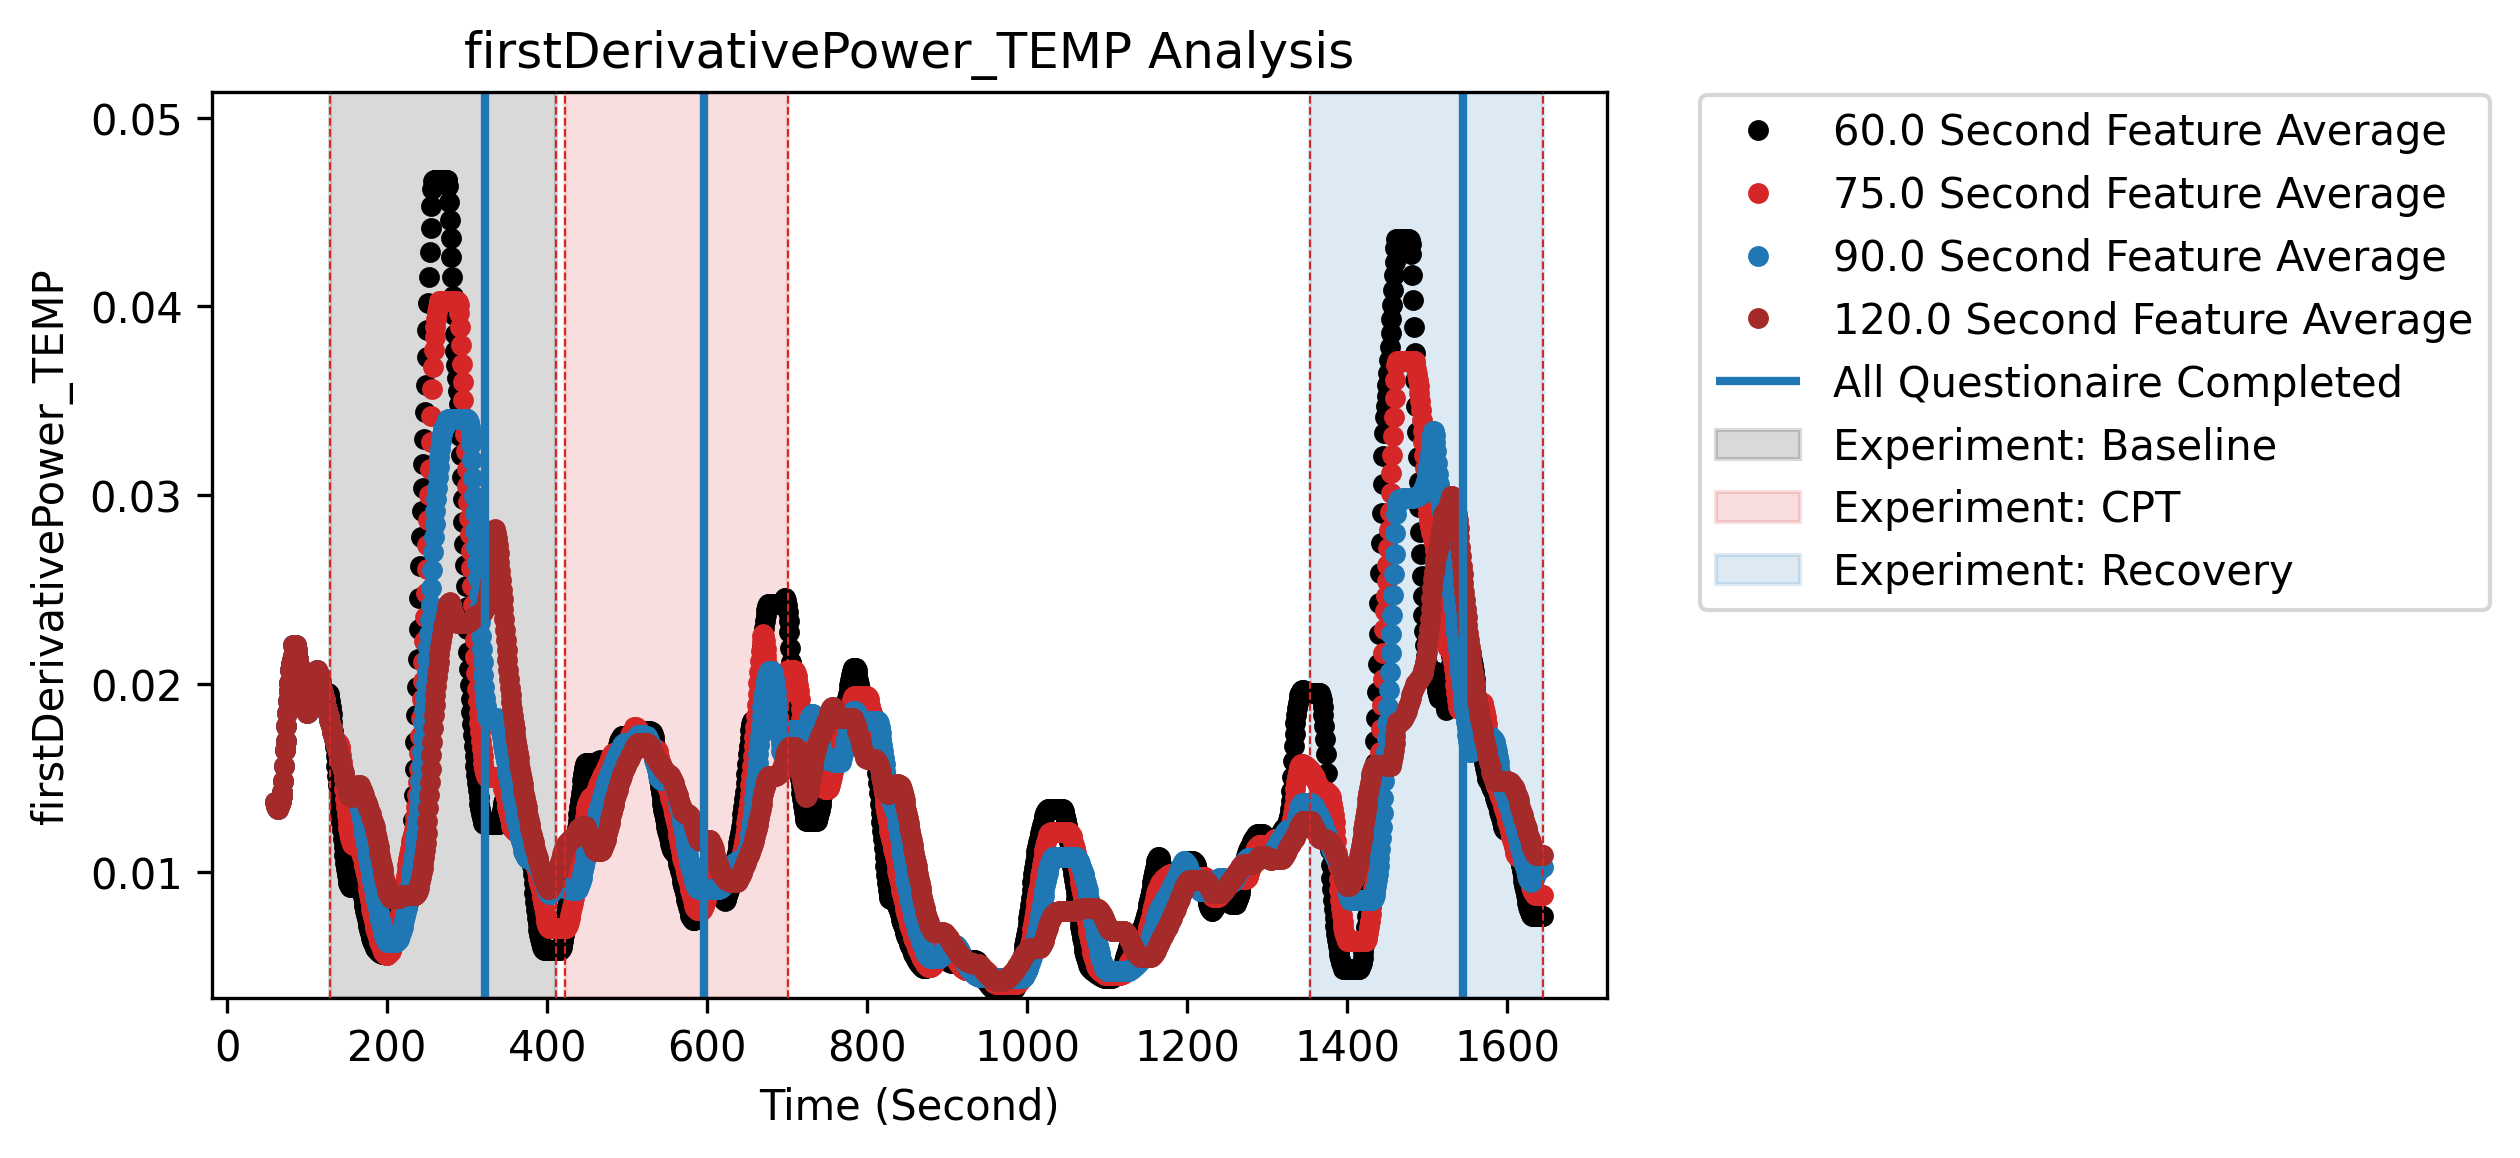 firstDerivativePower_TEMP Analysis
firstDerivativePower_TEMP
0.05
0.04
0.03
0.02
0.01
0 200 400 600 800 1000 1200 1400 1600
Time (Second)
60.0 Second Feature Average
75.0 Second Feature Average
90.0 Second Feature Average
120.0 Second Feature Average
All Questionaire Completed
Experiment: Baseline
Experiment: CPT
Experiment: Recovery